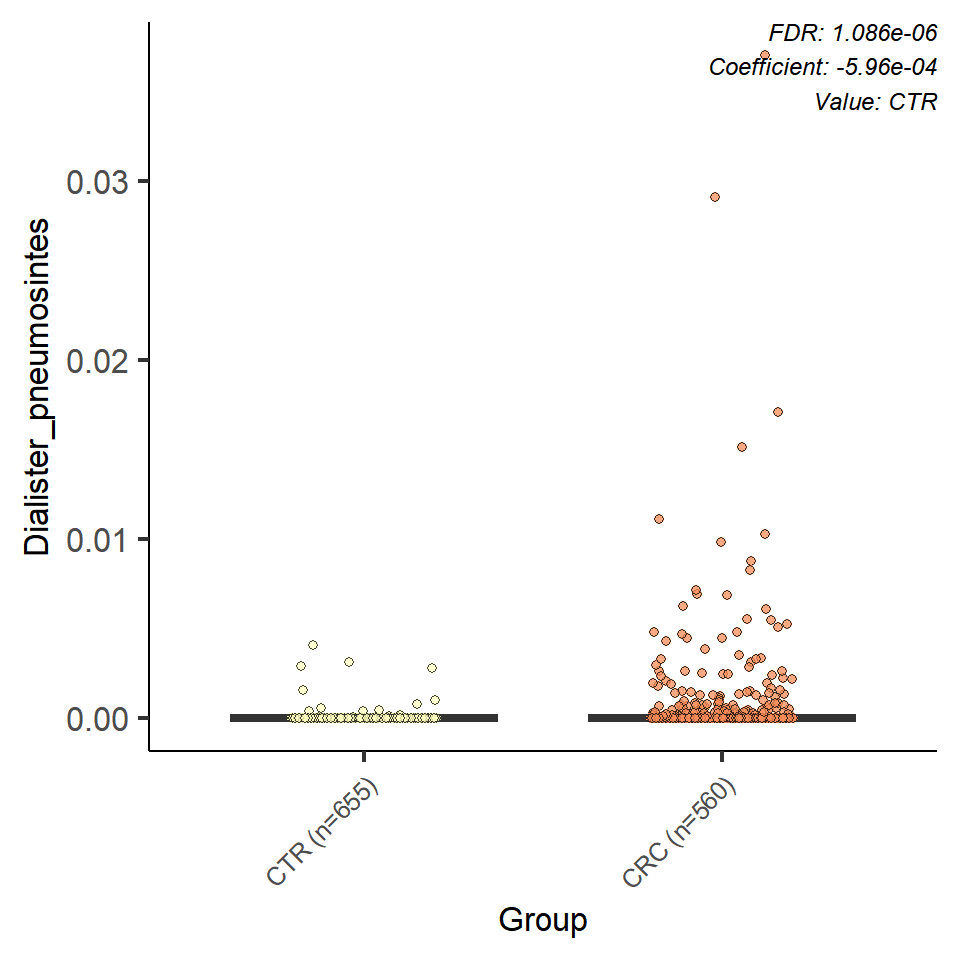 FDR: 1.086e-06
Coefficient: -5.96e-04
Value: CTR
0.03
0.02
0.01
0.00
Dialister_pneumosintes
CTR (n=655)
CRC (n=560)
Group